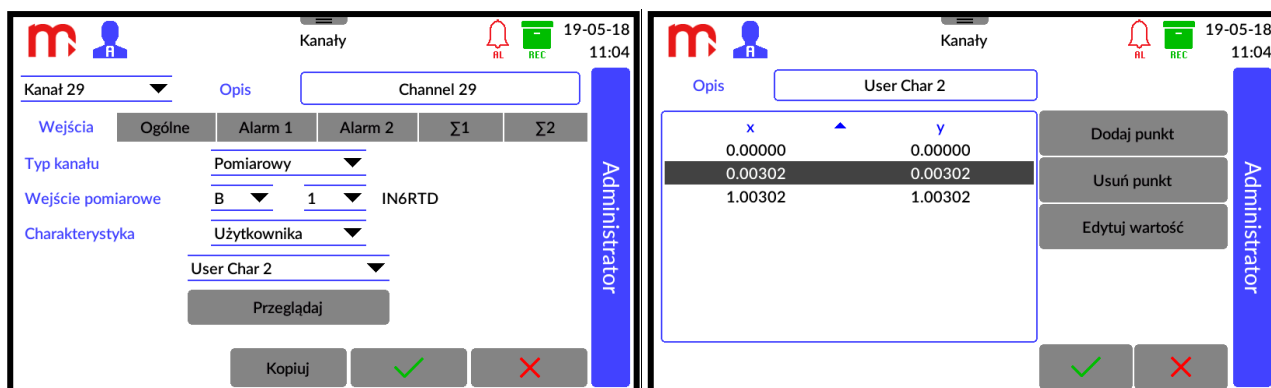 m A Kanały AL REC 19-05-18
11:04
Kanał 29 Opis Channel 29
Wejścia Ogólne Alarm 1 Alarm 2 ∑1 ∑2
Typ kanału Pomiarowy
Wejście pomiarowe B 1 IN6RTD
Charakterystyka Użytkownika
User Char 2
Przeglądaj
Kopiuj
Administrator
m A Kanały AL REC 19-05-18
11:04
Opis User Char 2
x y
0.00000 0.00000
0.00302 0.00302
1.00302 1.00302
Dodaj punkt
Usuń punkt
Edytuj wartość
Administrator